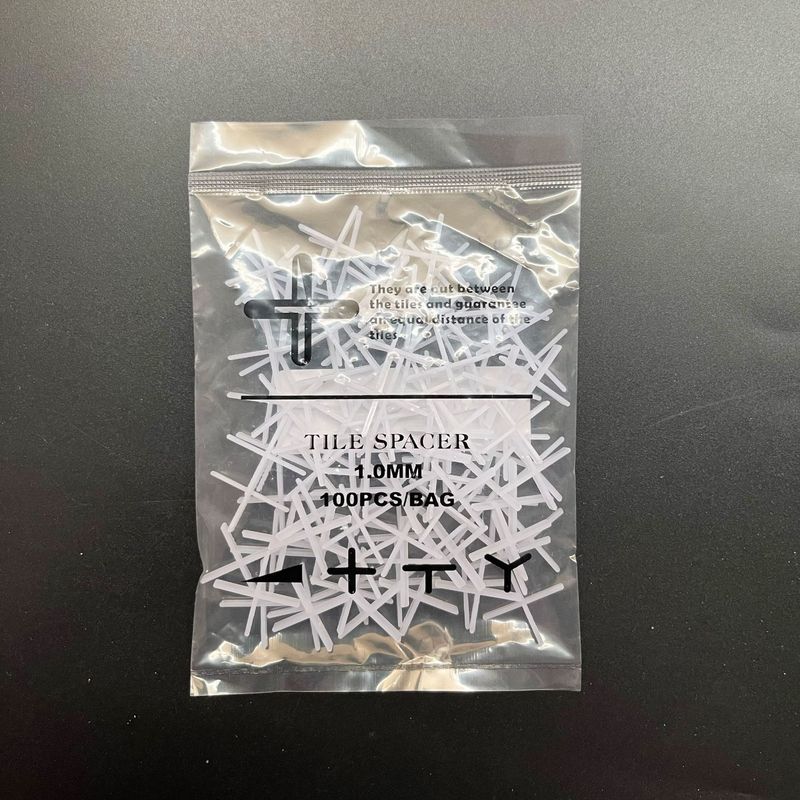 They are out between
the tiles and guarantee
an equal distance of the
tiles
TILE SPACER
1.0MM
100PCS/BAG